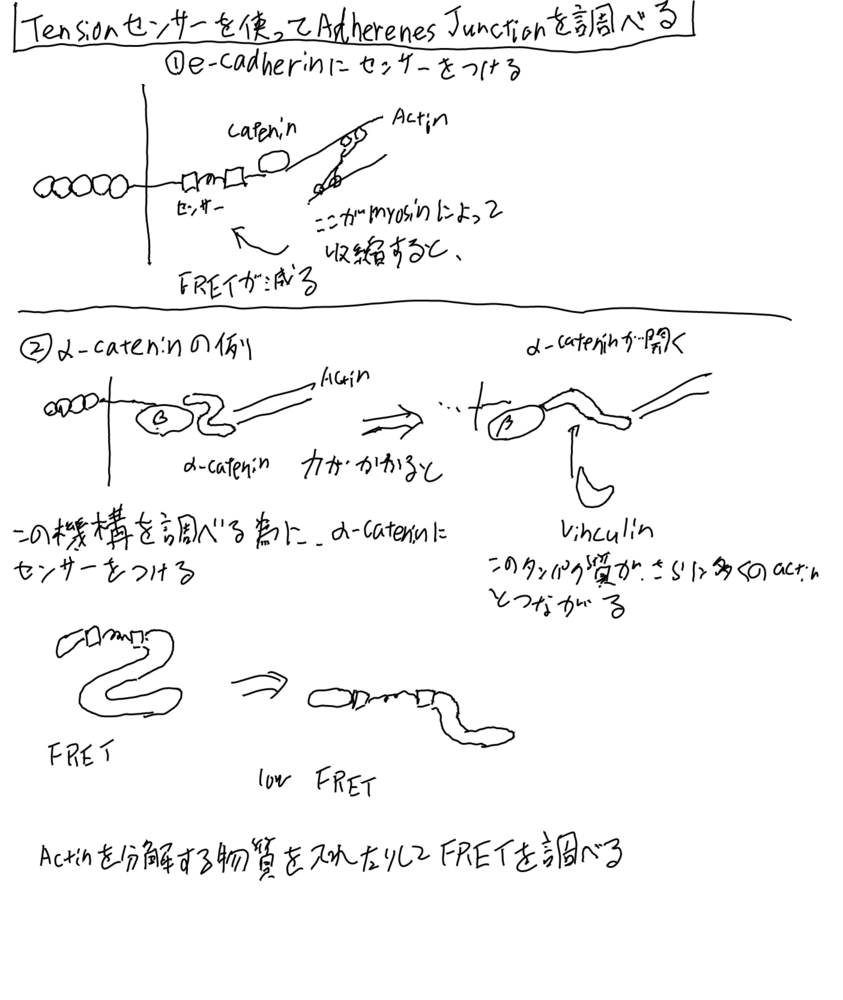 Tensionセンサーを使ってAdherenes Junctionを調べる
①e-cadherinにセンサーをつける
Catenin
Actin
センサー
ここがmyosinによって
収縮すると、
FRETが減る
②α-cateninの例
α-cateninが開く
Actin
β
β
α-catenin
力がかかると
この機構を調べる為に、α-cateninに
センサーをつける
Vinculin
このタンパク質が、さらに多くのactin
とつながる
FRET
low FRET
Actinを分解する物質を入れたりしてFRETを調べる